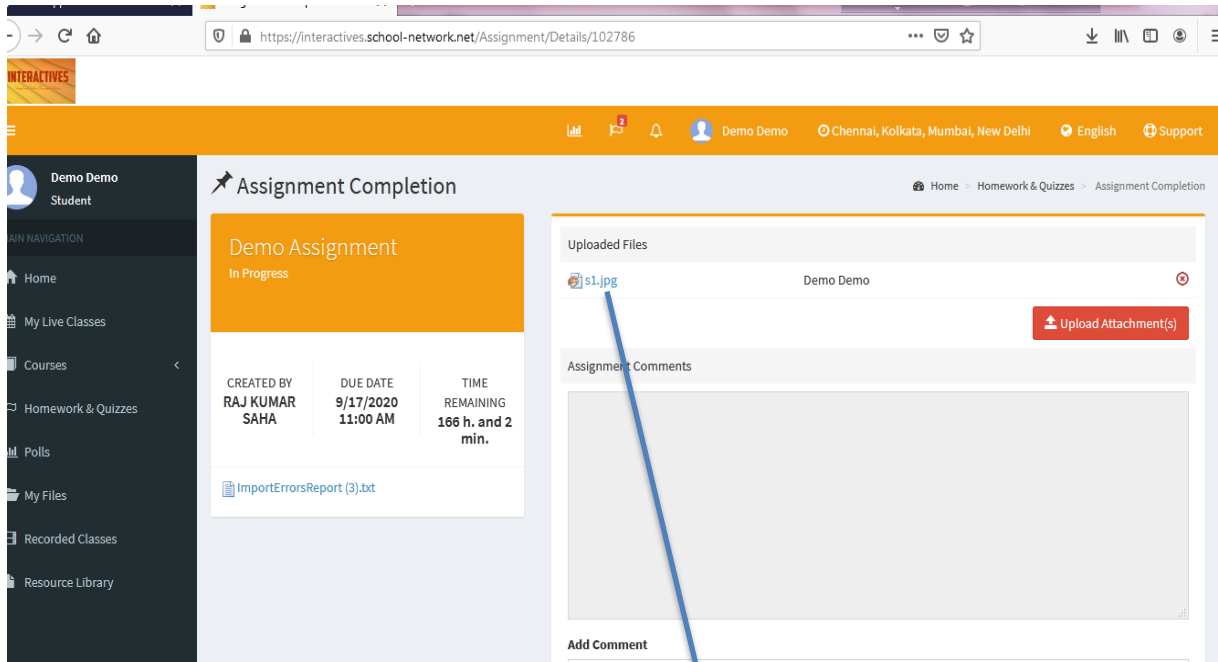 https://interactives.school-network.net/Assignment/Details/102786
INTERACTIVES
2
Demo Demo
Chennai, Kolkata, Mumbai, New Delhi
English
Support
Demo Demo
Student
MAIN NAVIGATION
Home
My Live Classes
Courses
Homework & Quizzes
Polls
My Files
Recorded Classes
Resource Library
Assignment Completion
Home > Homework & Quizzes > Assignment Completion
Demo Assignment
In Progress
CREATED BY
RAJ KUMAR
SAHA
DUE DATE
9/17/2020
11:00 AM
TIME
REMAINING
166 h. and 2
min.
ImportErrorsReport (3).txt
Uploaded Files
s1.jpg
Demo Demo
Upload Attachment(s)
Assignment Comments
Add Comment